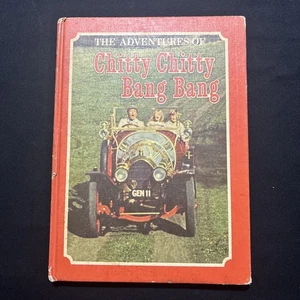 THE ADVENTURES OF
Chitty Chitty
Bang Bang
GEN 11